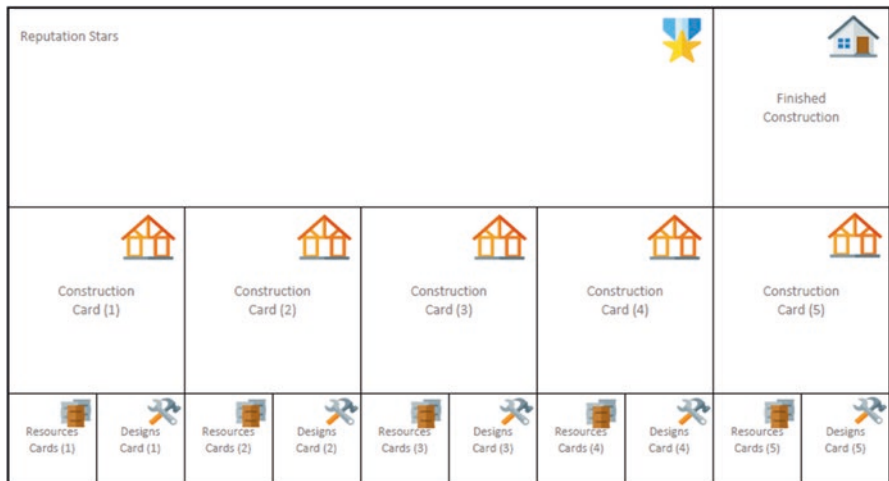 Reputation Stars
Finished
Construction
Construction
Card (1)
Construction
Card (2)
Construction
Card (3)
Construction
Card (4)
Construction
Card (5)
Resources
Cards (1)
Designs
Card (1)
Resources
Cards (2)
Designs
Card (2)
Resources
Cards (3)
Designs
Card (3)
Resources
Cards (4)
Designs
Card (4)
Resources
Cards (5)
Designs
Card (5)